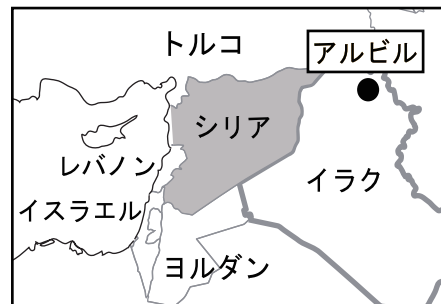 トルコ
アルビル
シリア
レバノン
イラク
イスラエル
ヨルダン